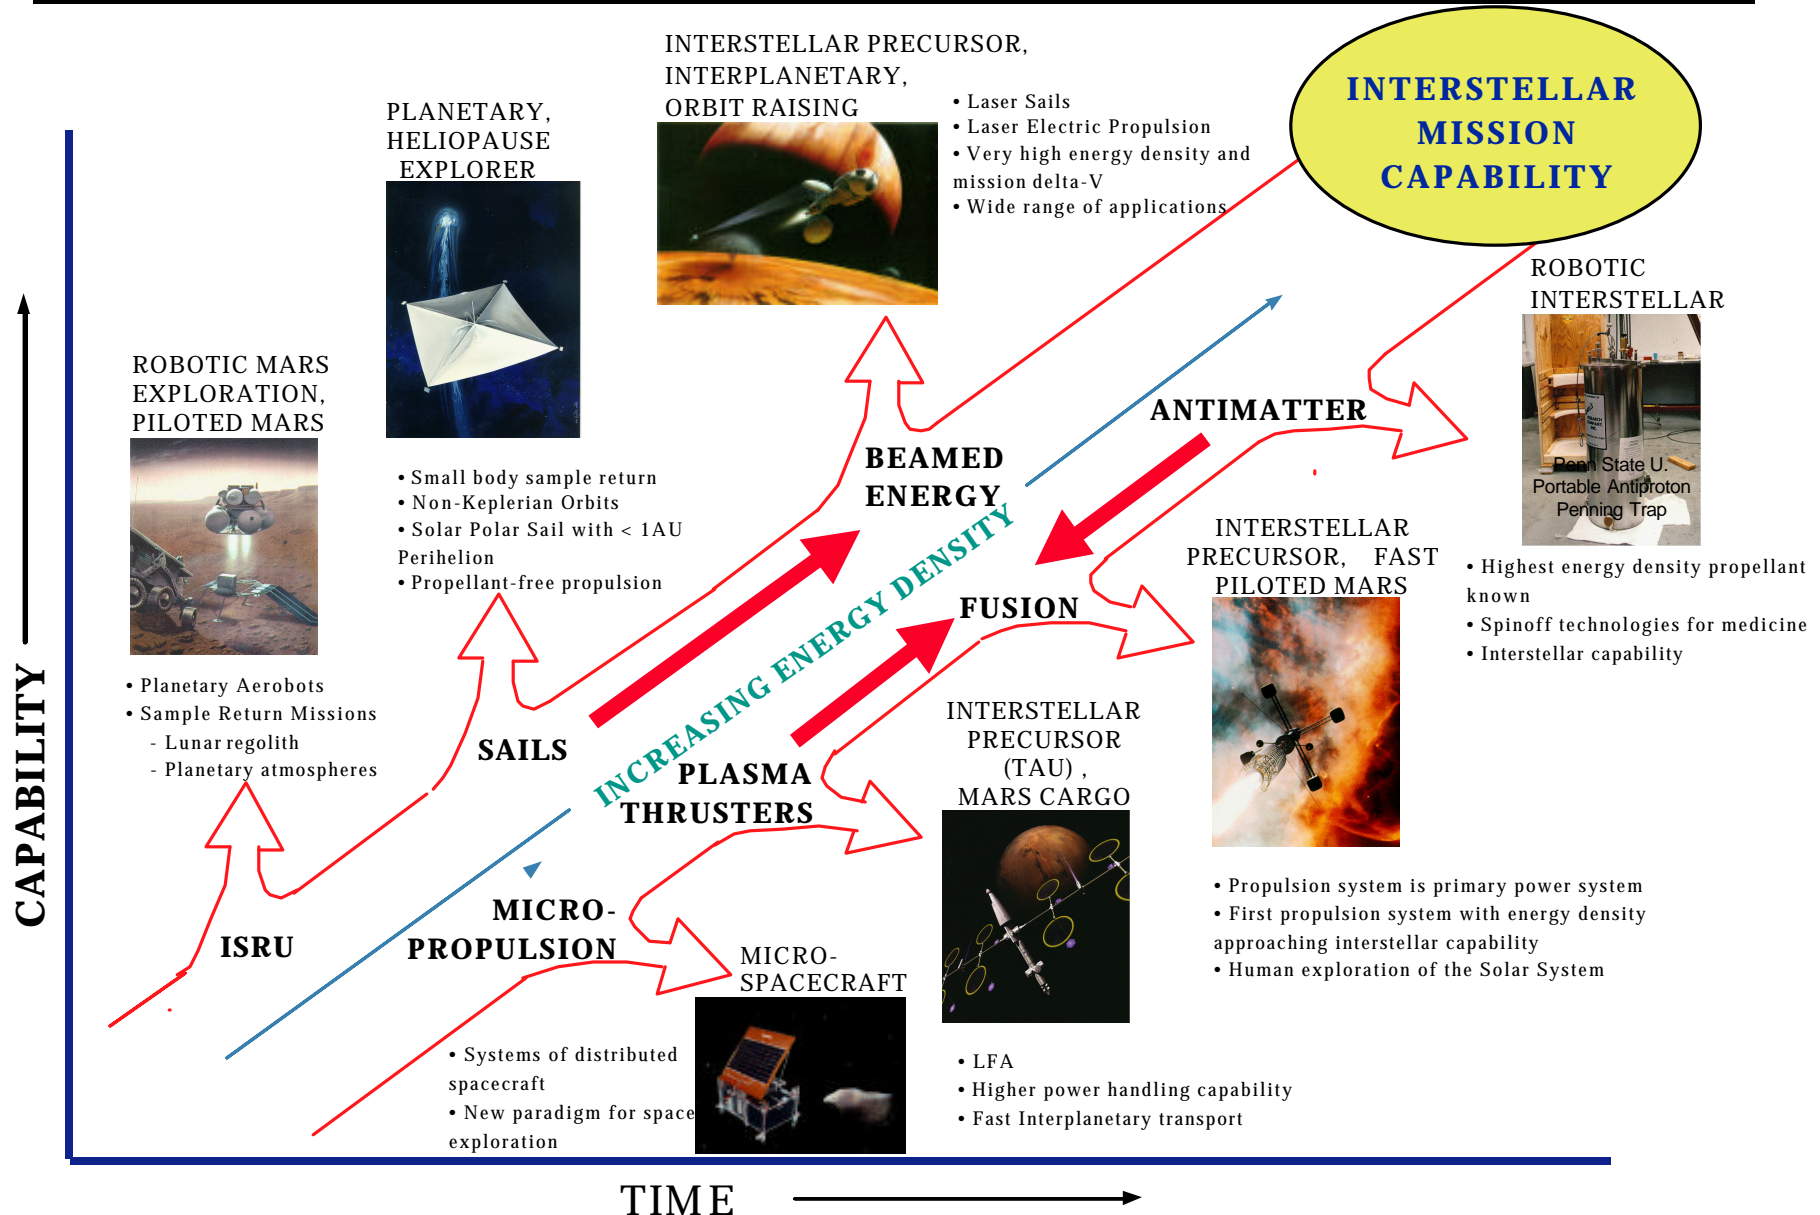 INTERSTELLAR PRECURSOR,
INTERPLANETARY,
ORBIT RAISING
• Laser Sails
• Laser Electric Propulsion
• Very high energy density and
mission delta-V
• Wide range of applications
INTERSTELLAR
MISSION
CAPABILITY
PLANETARY,
HELIOPAUSE
EXPLORER
• Small body sample return
• Non-Keplerian Orbits
• Solar Polar Sail with < 1AU
Perihelion
• Propellant-free propulsion
ROBOTIC MARS
EXPLORATION,
PILOTED MARS
• Planetary Aerobots
• Sample Return Missions
- Lunar regolith
- Planetary atmospheres
ROBOTIC
INTERSTELLAR
Penn State U.
Portable Antiproton
Penning Trap
• Highest energy density propellant
known
• Spinoff technologies for medicine
• Interstellar capability
ANTIMATTER
BEAMED
ENERGY
INTERSTELLAR
PRECURSOR, FAST
PILOTED MARS
• Propulsion system is primary power system
• First propulsion system with energy density
approaching interstellar capability
• Human exploration of the Solar System
FUSION
INCREASING ENERGY DENSITY
SAILS
PLASMA
THRUSTERS
INTERSTELLAR
PRECURSOR
(TAU) ,
MARS CARGO
• LFA
• Higher power handling capability
• Fast Interplanetary transport
ISRU
MICRO-
PROPULSION
MICRO-
SPACECRAFT
• Systems of distributed
spacecraft
• New paradigm for space
exploration
CAPABILITY
TIME